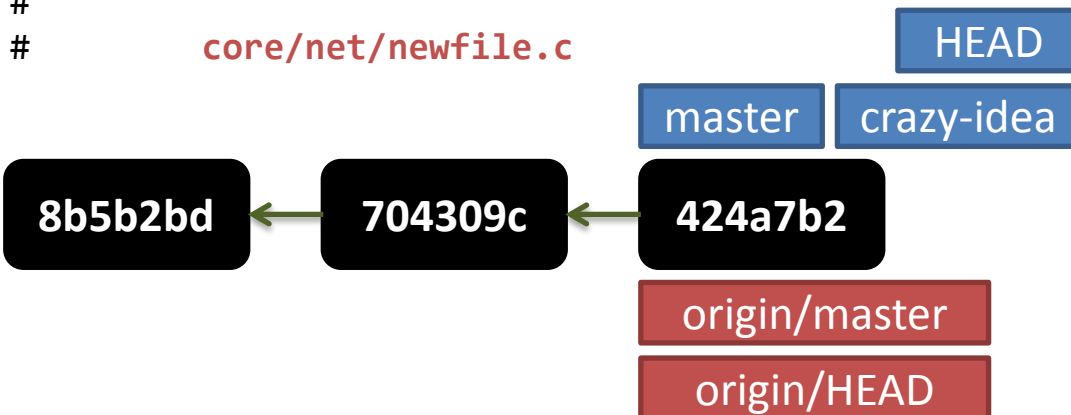 #
# core/net/newfile.c
HEAD
master crazy-idea
8b5b2bd 704309c 424a7b2
origin/master
origin/HEAD